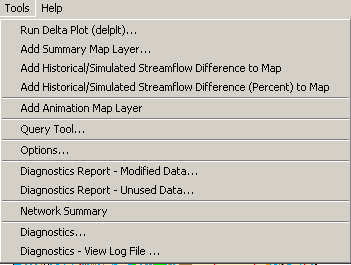 Tools Help
Run Delta Plot (delplt)...
Add Summary Map Layer...
Add Historical/Simulated Streamflow Difference to Map
Add Historical/Simulated Streamflow Difference (Percent) to Map
Add Animation Map Layer
Query Tool...
Options...
Diagnostics Report - Modified Data...
Diagnostics Report - Unused Data...
Network Summary
Diagnostics...
Diagnostics - View Log File ...